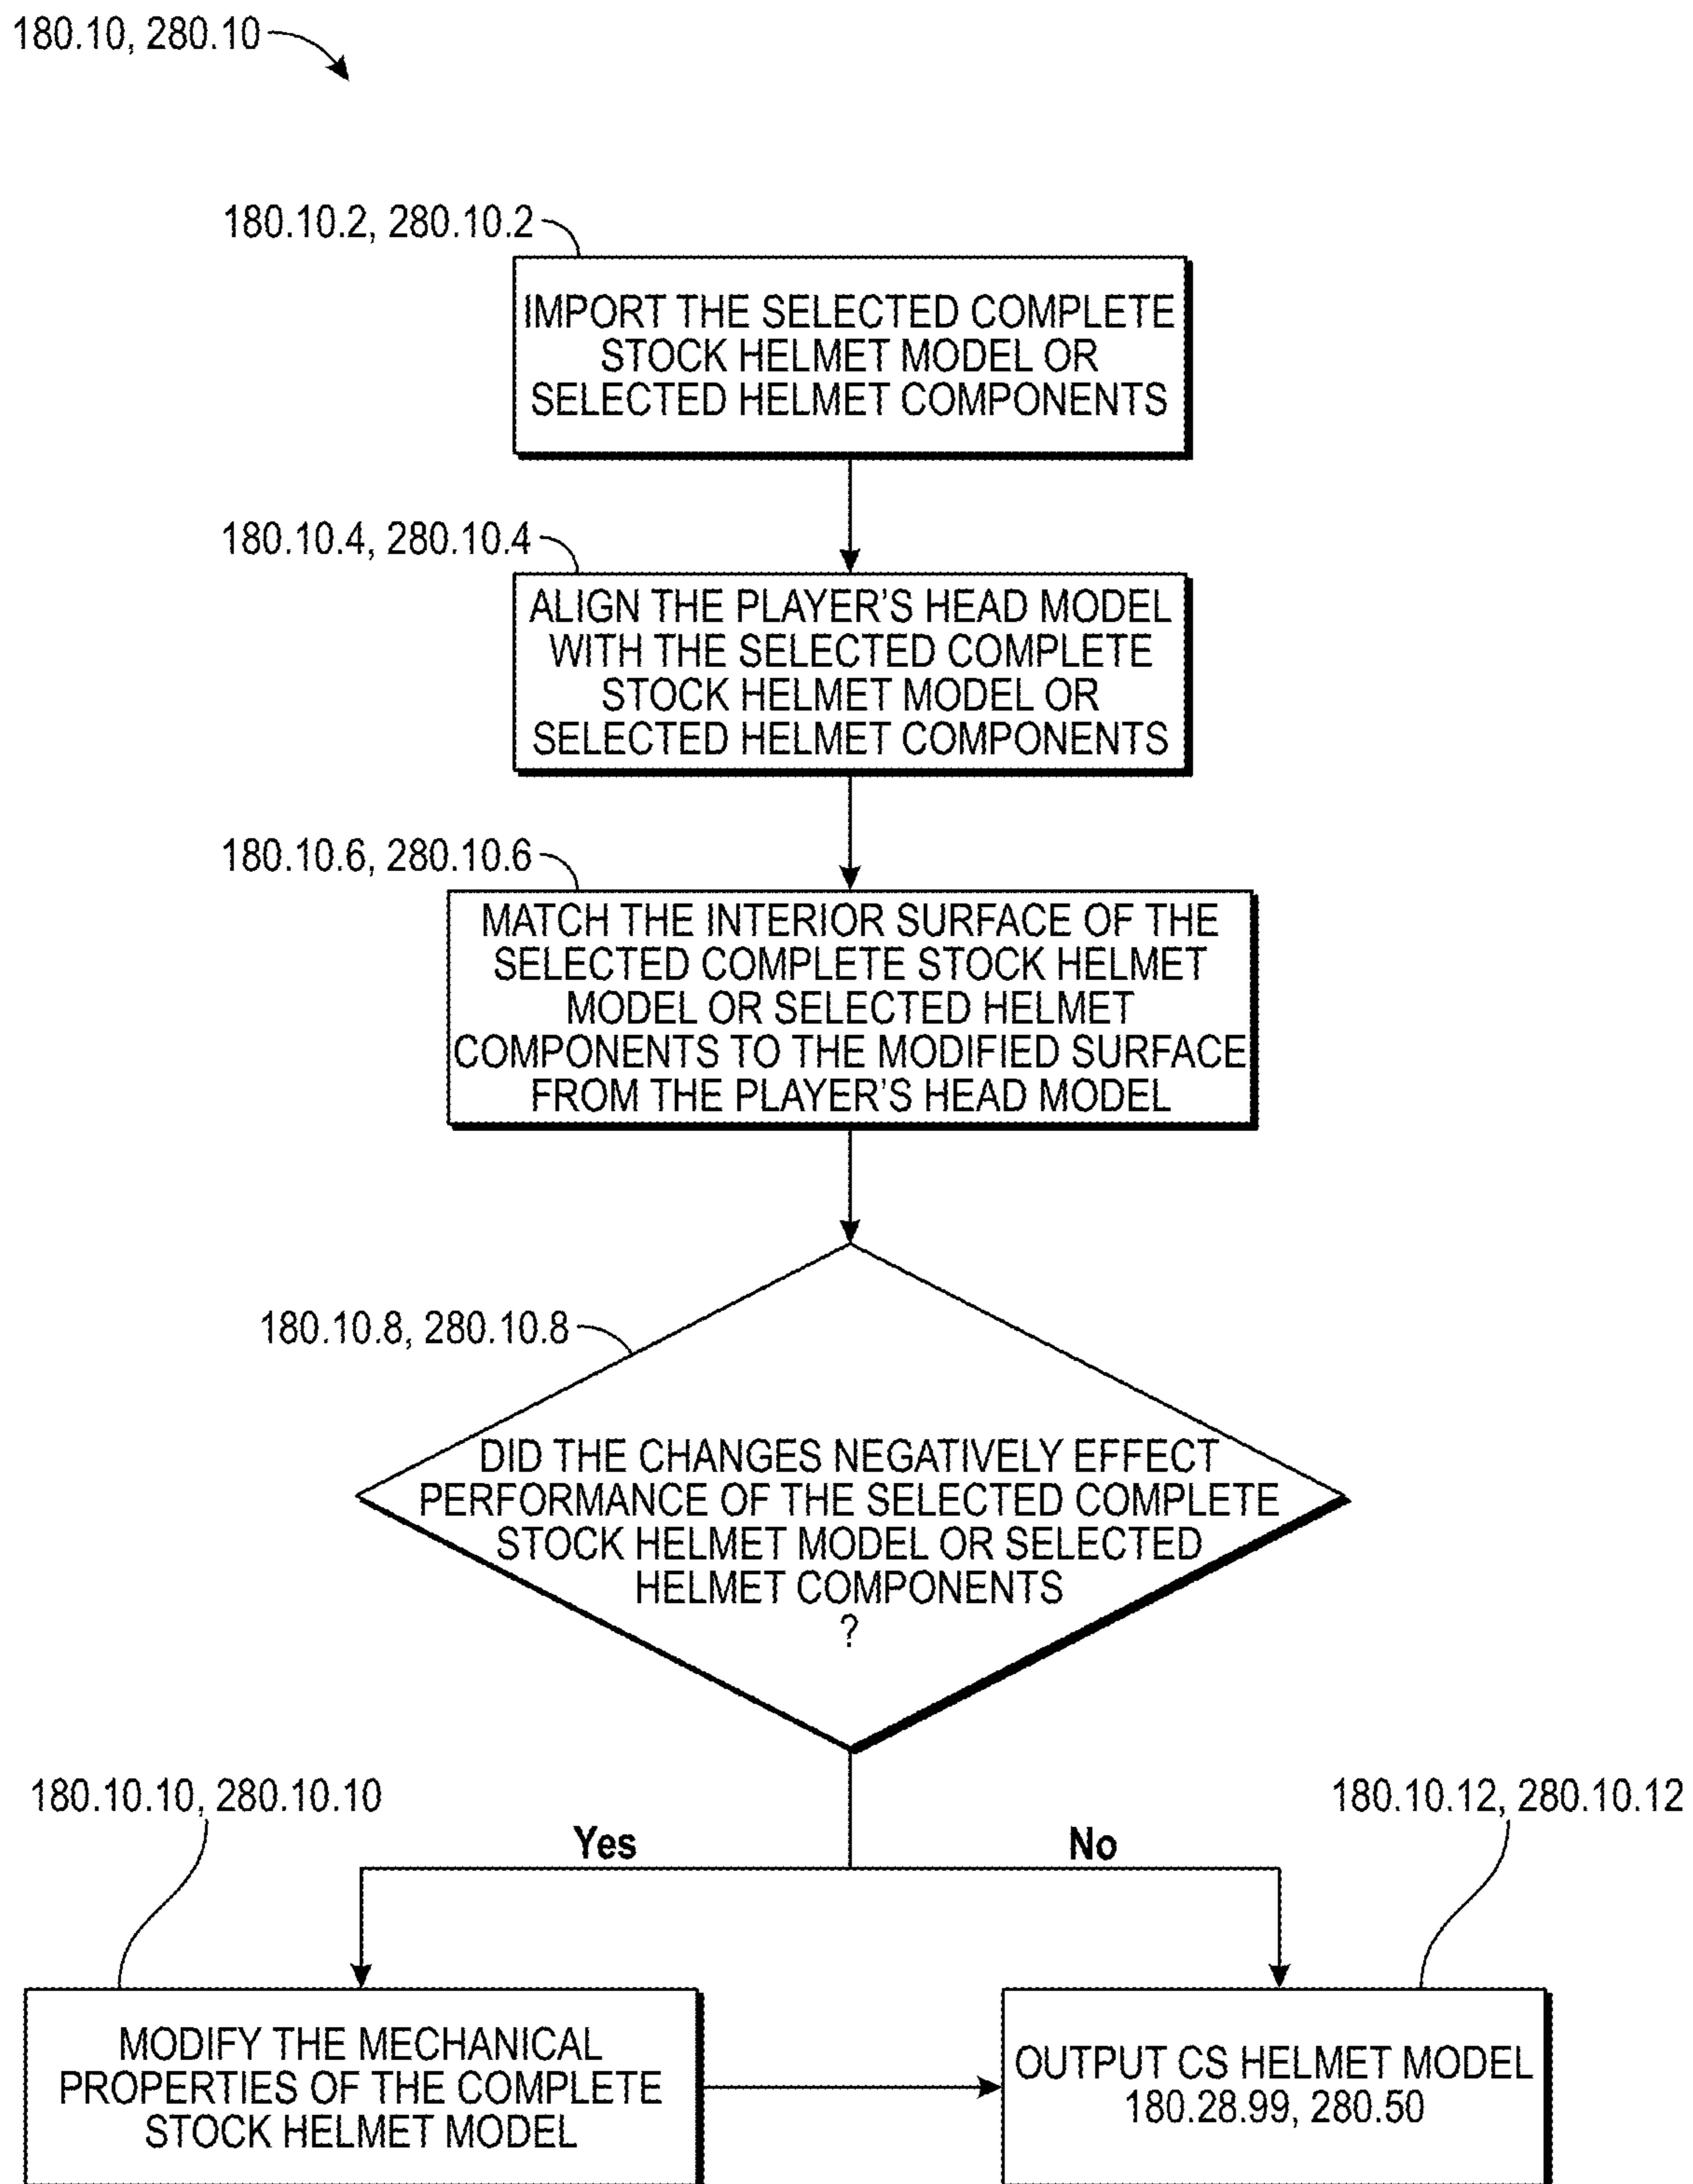 180.10, 280.10
180.10.2, 280.10.2
IMPORT THE SELECTED COMPLETE
STOCK HELMET MODEL OR
SELECTED HELMET COMPONENTS
180.10.4, 280.10.4
ALIGN THE PLAYER'S HEAD MODEL
WITH THE SELECTED COMPLETE
STOCK HELMET MODEL OR
SELECTED HELMET COMPONENTS
180.10.6, 280.10.6
MATCH THE INTERIOR SURFACE OF THE
SELECTED COMPLETE STOCK HELMET
MODEL OR SELECTED HELMET
COMPONENTS TO THE MODIFIED SURFACE
FROM THE PLAYER'S HEAD MODEL
180.10.8, 280.10.8
DID THE CHANGES NEGATIVELY EFFECT
PERFORMANCE OF THE SELECTED COMPLETE
STOCK HELMET MODEL OR SELECTED
HELMET COMPONENTS
?
180.10.10, 280.10.10
180.10.12, 280.10.12
Yes
No
MODIFY THE MECHANICAL
PROPERTIES OF THE COMPLETE
STOCK HELMET MODEL
OUTPUT CS HELMET MODEL
180.28.99, 280.50